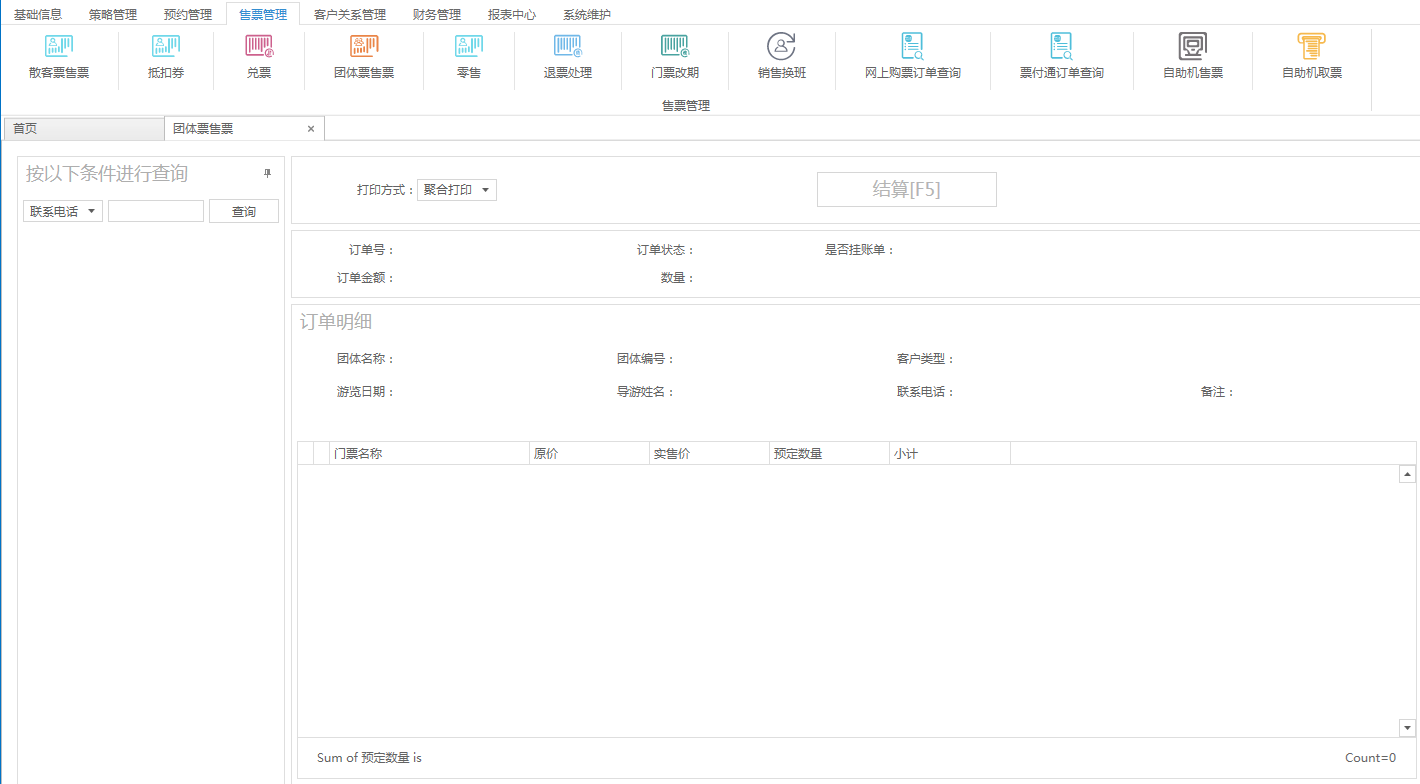 基础信息 策略管理 预约管理 售票管理 客户关系管理 财务管理 报表中心 系统维护
散客票售票 抵扣券 兑票 团体票售票 零售 退票处理 门票改期 销售换班 网上购票订单查询 票付通订单查询 自助机售票 自助机取票
售票管理
首页 团体票售票 ×
按以下条件进行查询
联系电话 查询
打印方式： 聚合打印 结算[F5]
订单号： 订单状态： 是否挂账单：
订单金额： 数量：
订单明细
团体名称： 团体编号： 客户类型：
游览日期： 导游姓名： 联系电话： 备注：
门票名称 原价 实售价 预定数量 小计
Sum of 预定数量 is Count=0